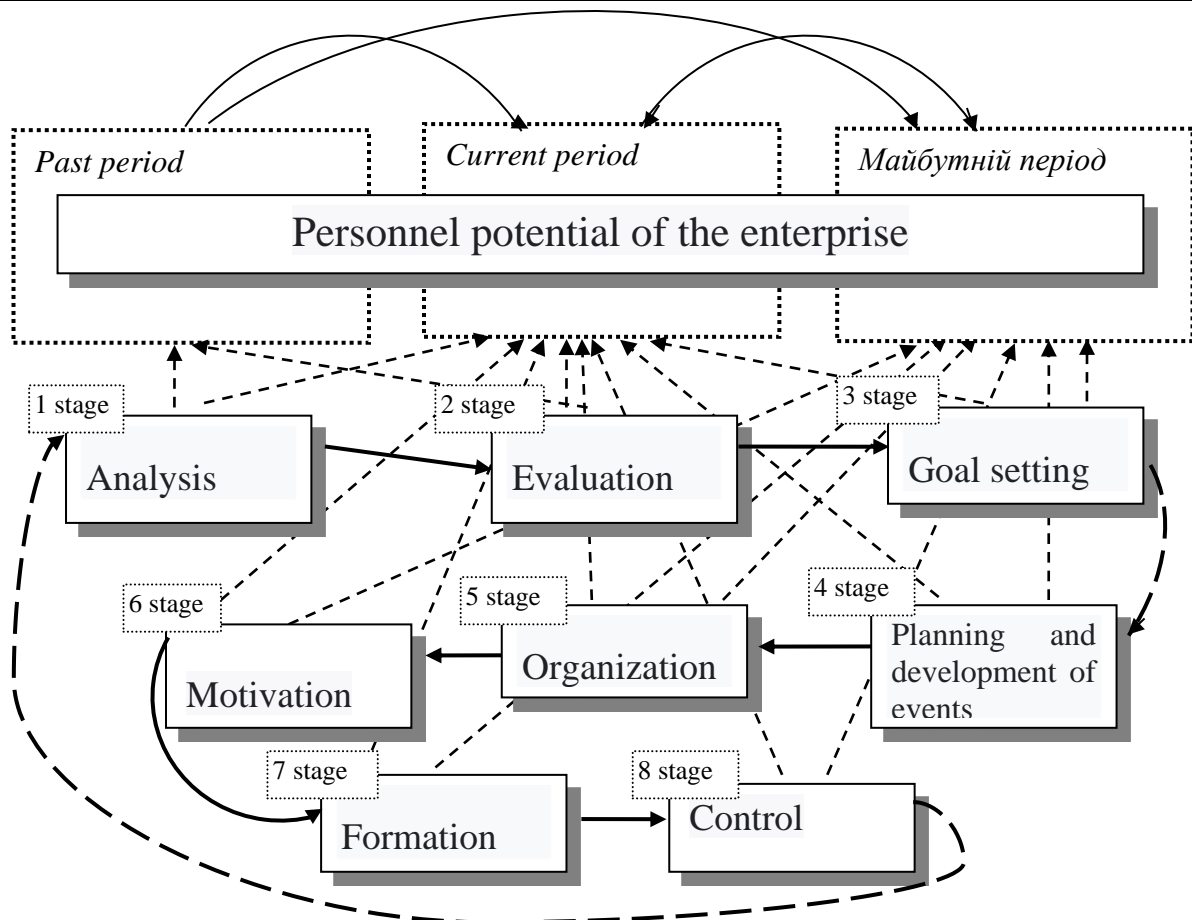 Past period
Current period
Майбутній період
Personnel potential of the enterprise
1 stage
Analysis
2 stage
Evaluation
3 stage
Goal setting
4 stage
Planning and
development of
events
5 stage
Organization
6 stage
Motivation
7 stage
Formation
8 stage
Control